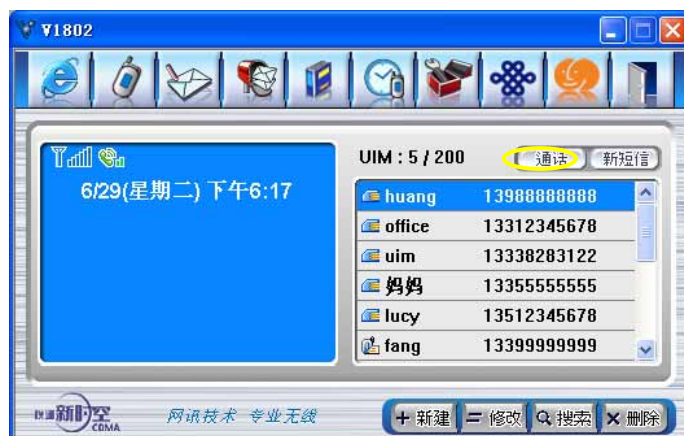 V1802
UIM : 5 / 200 通话 新短信
6/29(星期二) 下午6:17
huang 13988888888
office 13312345678
uim 13338283122
妈妈 13355555555
lucy 13512345678
fang 13399999999
联通新时空
CDMA
网讯技术 专业无线
+ 新建 = 修改 搜索 × 删除